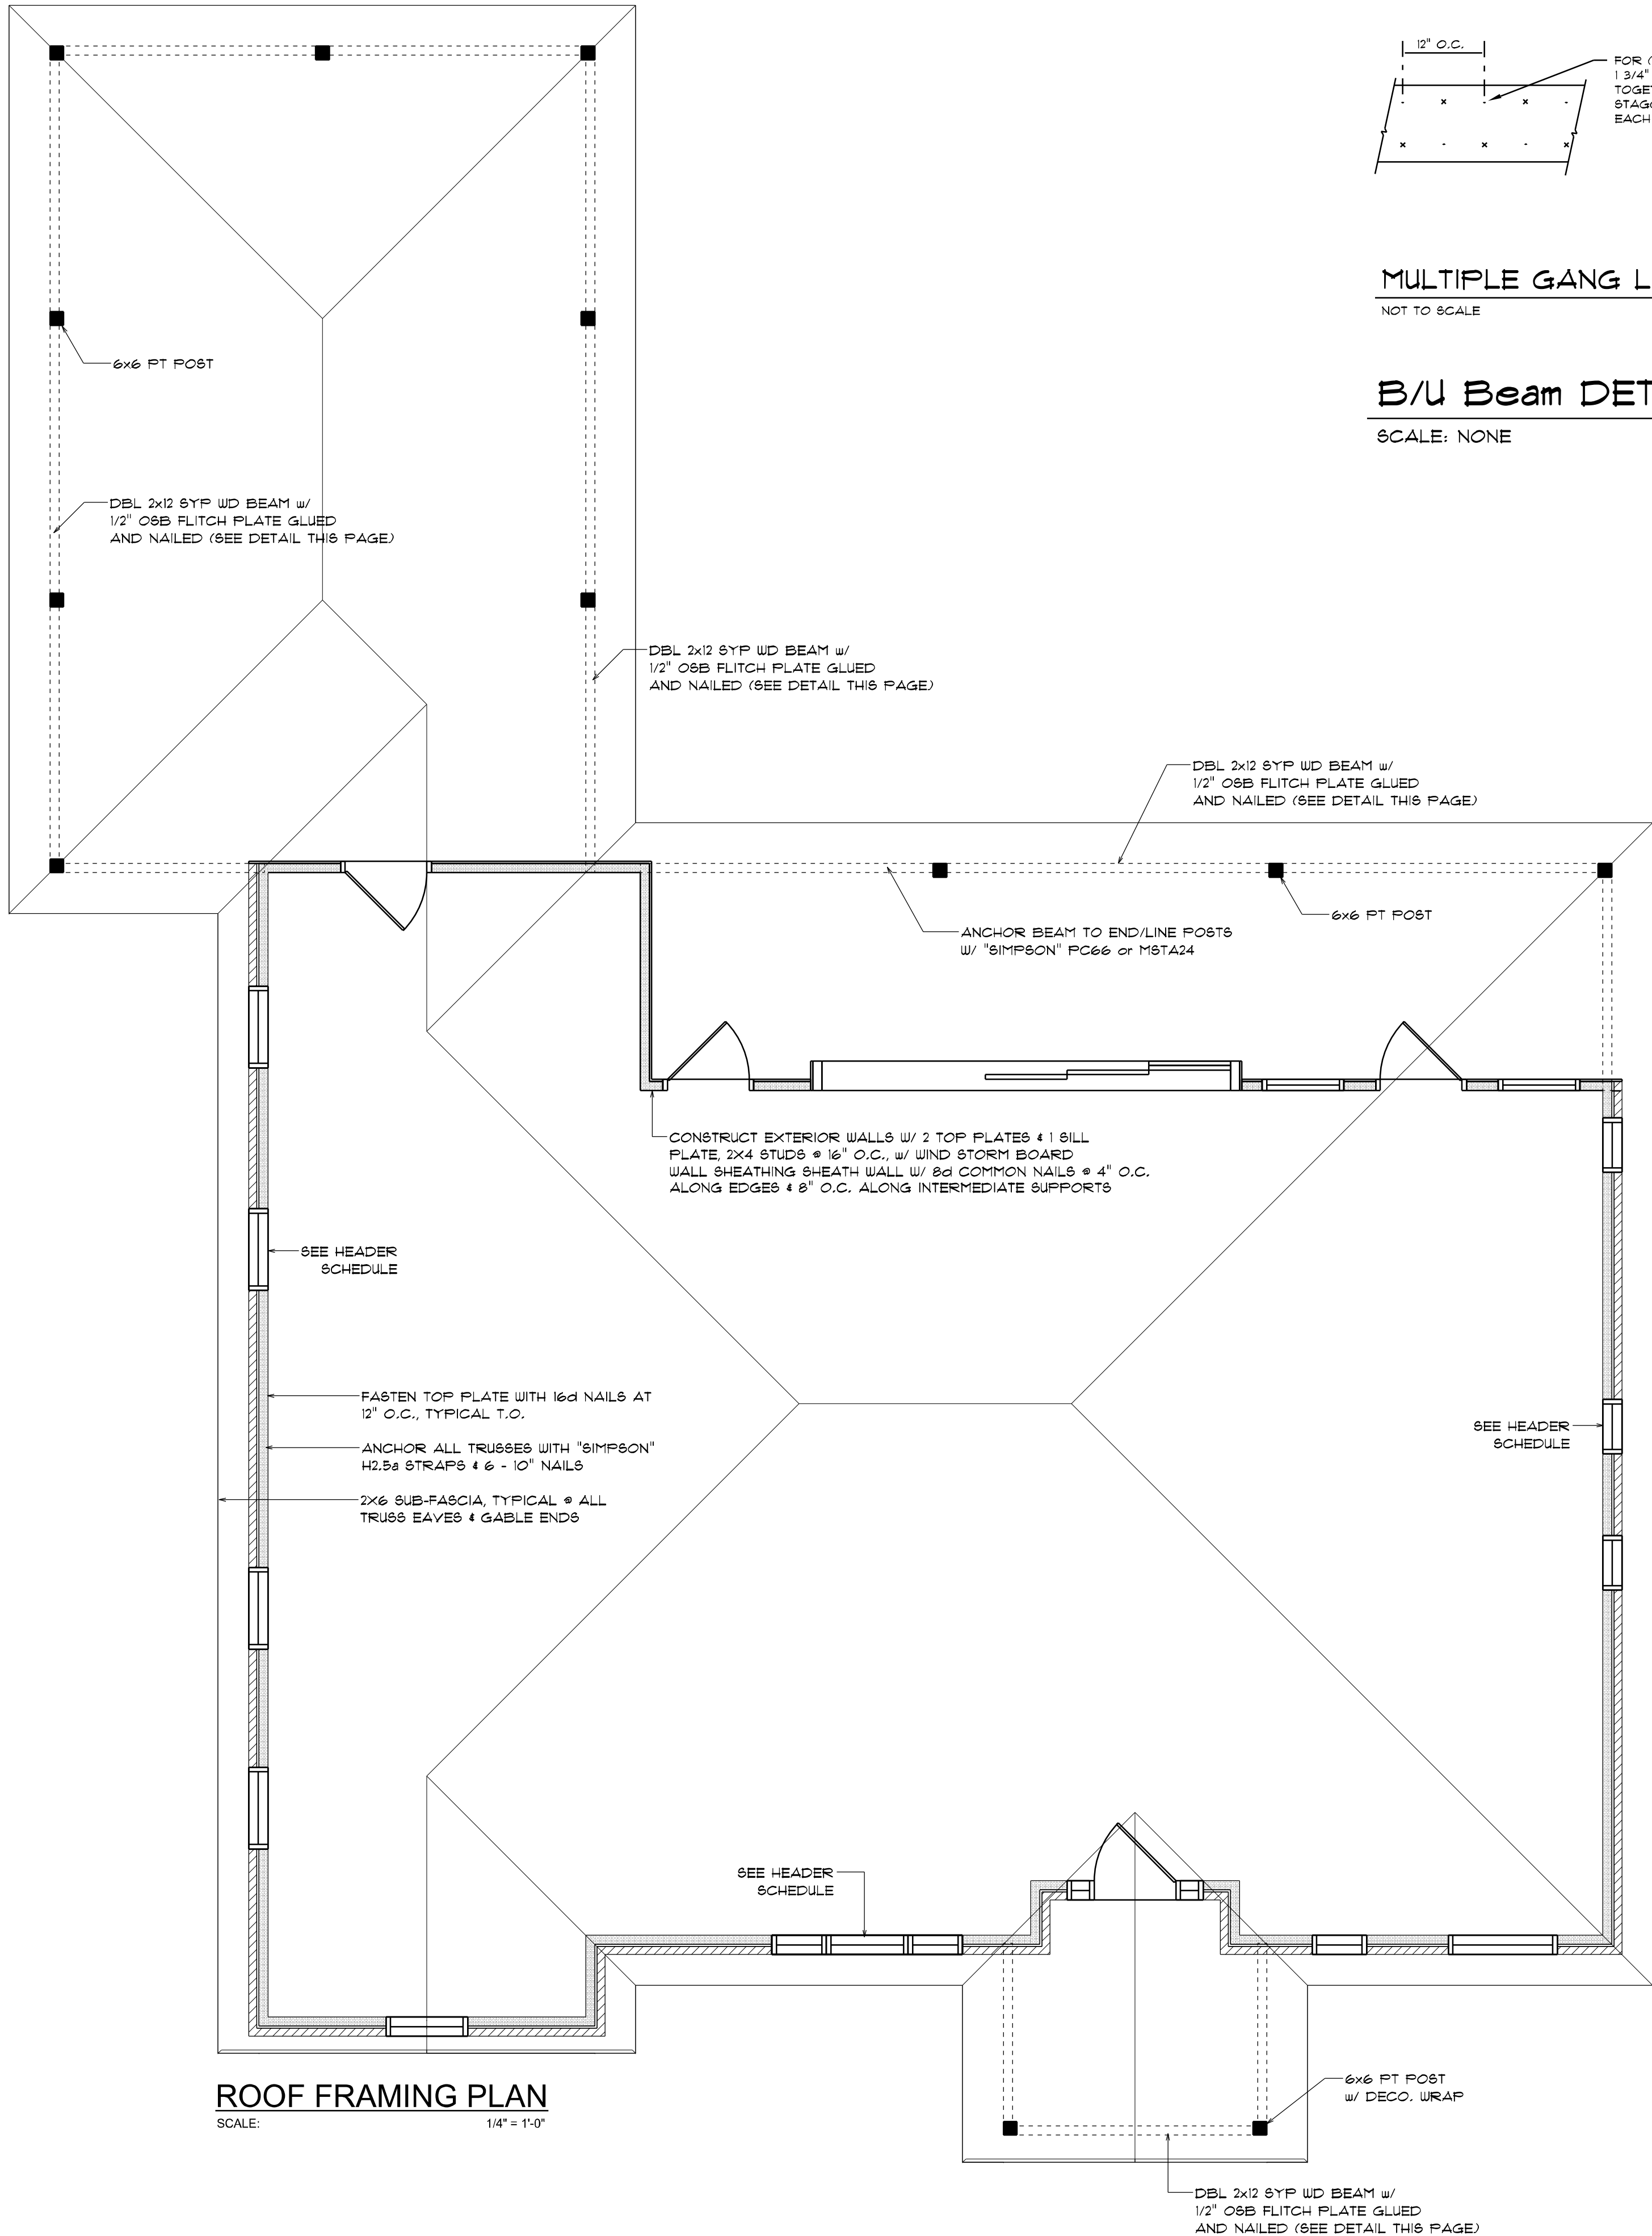 12" O.C.
FOR
1 3/4"
EACH
MULTIPLE GANG L
NOT TO SCALE
B/U Beam DET
SCALE: NONE
6x6 PT POST
DBL 2x12 SYP WD BEAM w/
1/2" OSB FLITCH PLATE GLUED
AND NAILED (SEE DETAIL THIS PAGE)
DBL 2x12 SYP WD BEAM w/
1/2" OSB FLITCH PLATE GLUED
AND NAILED (SEE DETAIL THIS PAGE)
DBL 2x12 SYP WD BEAM w/
1/2" OSB FLITCH PLATE GLUED
AND NAILED (SEE DETAIL THIS PAGE)
6x6 PT POST
ANCHOR BEAM TO END/LINE POSTS
W/ "SIMPSON" PC66 or MSTA24
CONSTRUCT EXTERIOR WALLS W/ 2 TOP PLATES & 1 SILL
PLATE, 2X4 STUDS @ 16" O.C., w/ WIND STORM BOARD
WALL SHEATHING SHEATH WALL W/ 8d COMMON NAILS @ 4" O.C.
ALONG EDGES & 8" O.C. ALONG INTERMEDIATE SUPPORTS
SEE HEADER
SCHEDULE
FASTEN TOP PLATE WITH 16d NAILS AT
12" O.C., TYPICAL T.O.
ANCHOR ALL TRUSSES WITH "SIMPSON"
H2.5a STRAPS & 6 - 10" NAILS
2X6 SUB-FASCIA, TYPICAL @ ALL
TRUSS EAVES & GABLE ENDS
SEE HEADER
SCHEDULE
SEE HEADER
SCHEDULE
6x6 PT POST
w/ DECO. WRAP
ROOF FRAMING PLAN
SCALE: 1/4" = 1'-0"
DBL 2x12 SYP WD BEAM w/
1/2" OSB FLITCH PLATE GLUED
AND NAILED (SEE DETAIL THIS PAGE)